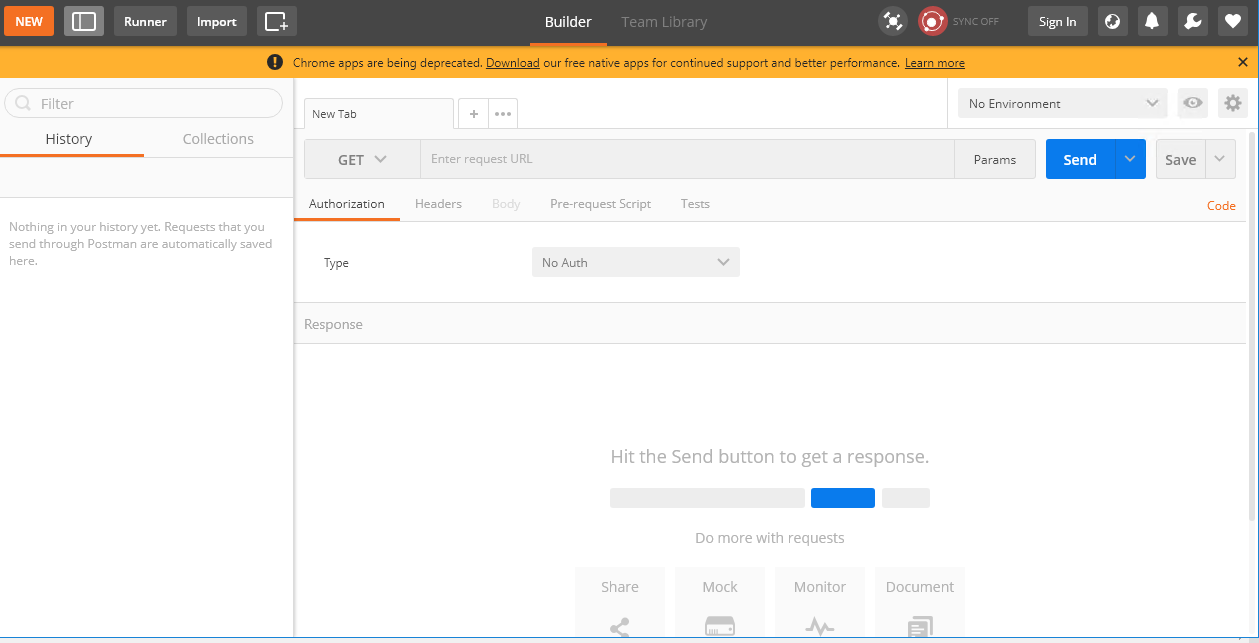 NEW Runner Import Builder Team Library SYNC OFF Sign In
Chrome apps are being deprecated. Download our free native apps for continued support and better performance. Learn more
Filter
History Collections
Nothing in your history yet. Requests that you
send through Postman are automatically saved
here.
New Tab
No Environment
GET Enter request URL Params Send Save
Authorization Headers Body Pre-request Script Tests Code
Type No Auth
Response
Hit the Send button to get a response.
Do more with requests
Share Mock Monitor Document